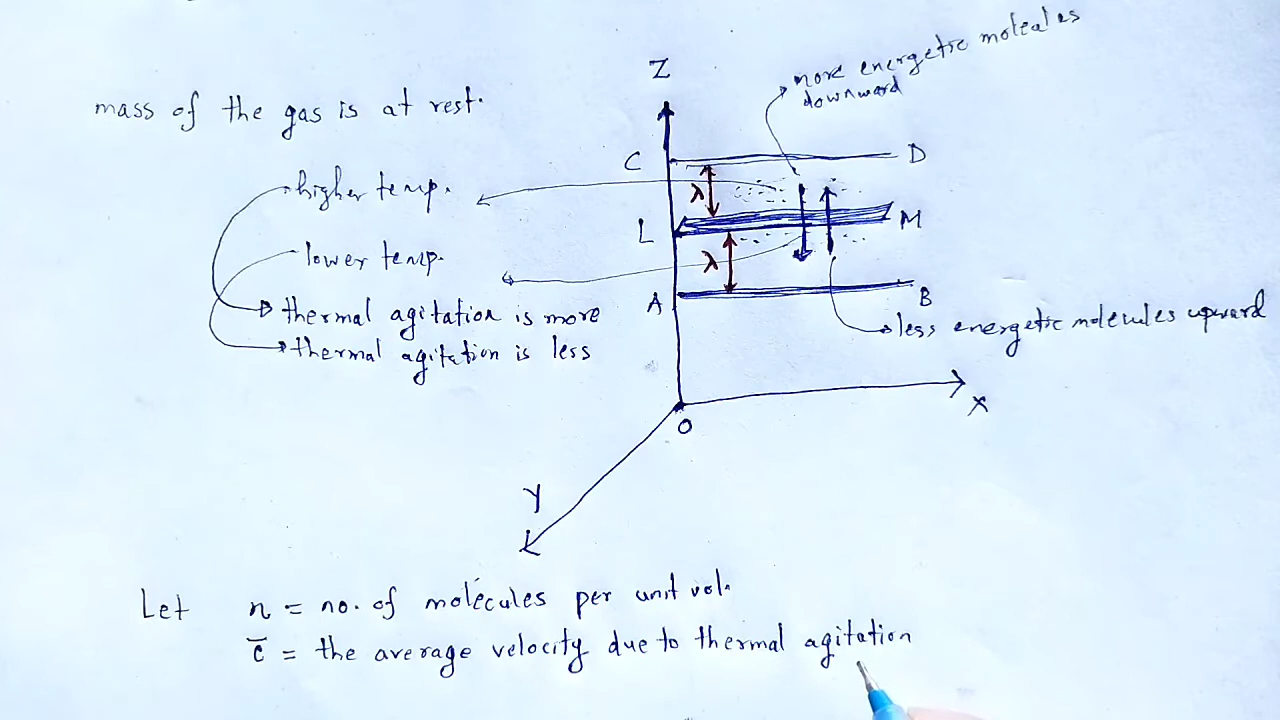 mass of the gas is at rest.
higher temp.
lower temp.
thermal agitation is more
thermal agitation is less
Z
more energetic molecules
downward
C
D
λ
L
M
λ
A
B
less energetic molecules upward
X
O
Y
Let n = no. of molecules per unit vol.
c̅ = the average velocity due to thermal agitation